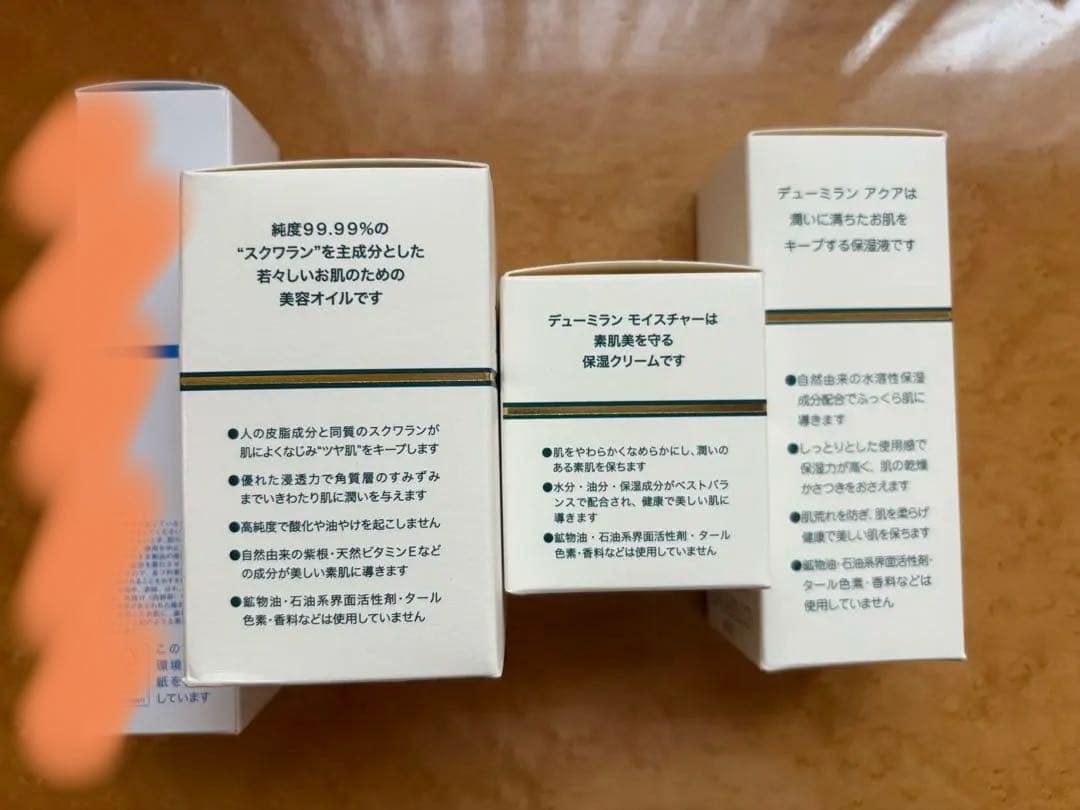 純度99.99%の
“スクワラン”を主成分とした
若々しいお肌のための
美容オイルです
●人の皮脂成分と同質のスクワランが
肌によくなじみ“ツヤ肌”をキープします
●優れた浸透力で角質層のすみずみ
までいきわたり肌に潤いを与えます
●高純度で酸化や油やけを起こしません
●自然由来の紫根・天然ビタミンEなど
の成分が美しい素肌に導きます
●鉱物油・石油系界面活性剤・タール
色素・香料などは使用していません
デューミラン モイスチャーは
素肌美を守る
保湿クリームです
●肌をやわらかくなめらかにし、潤いの
ある素肌を保ちます
●水分・油分・保湿成分がベストバラ
ンスで配合され、健康で美しい肌に
導きます
●鉱物油・石油系界面活性剤・タール
色素・香料などは使用していません
デューミラン アクアは
潤いに満ちたお肌を
キープする保湿液です
●自然由来の水溶性保湿
成分配合でふっくら肌に
導きます
●しっとりとした使用感で
保湿力が高く、肌の乾燥
かさつきをおさえます
●肌荒れを防ぎ、肌を柔らげ
健康で美しい肌を保ちます
●鉱物油・石油系界面活性剤・
タール色素・香料などは
使用していません
この
環境
紙を
しています